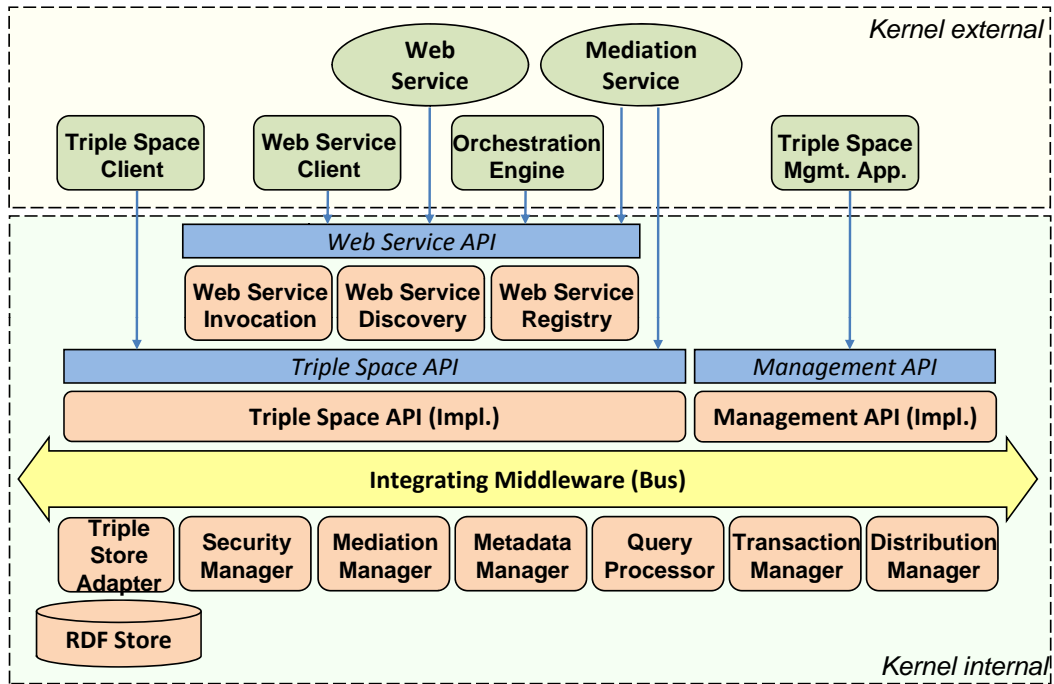 Kernel external
Web
Service
Mediation
Service
Triple Space
Client
Web Service
Client
Orchestration
Engine
Triple Space
Mgmt. App.
Web Service API
Web Service
Invocation
Web Service
Discovery
Web Service
Registry
Triple Space API
Management API
Triple Space API (Impl.)
Management API (Impl.)
Integrating Middleware (Bus)
Triple
Store
Adapter
Security
Manager
Mediation
Manager
Metadata
Manager
Query
Processor
Transaction
Manager
Distribution
Manager
RDF Store
Kernel internal